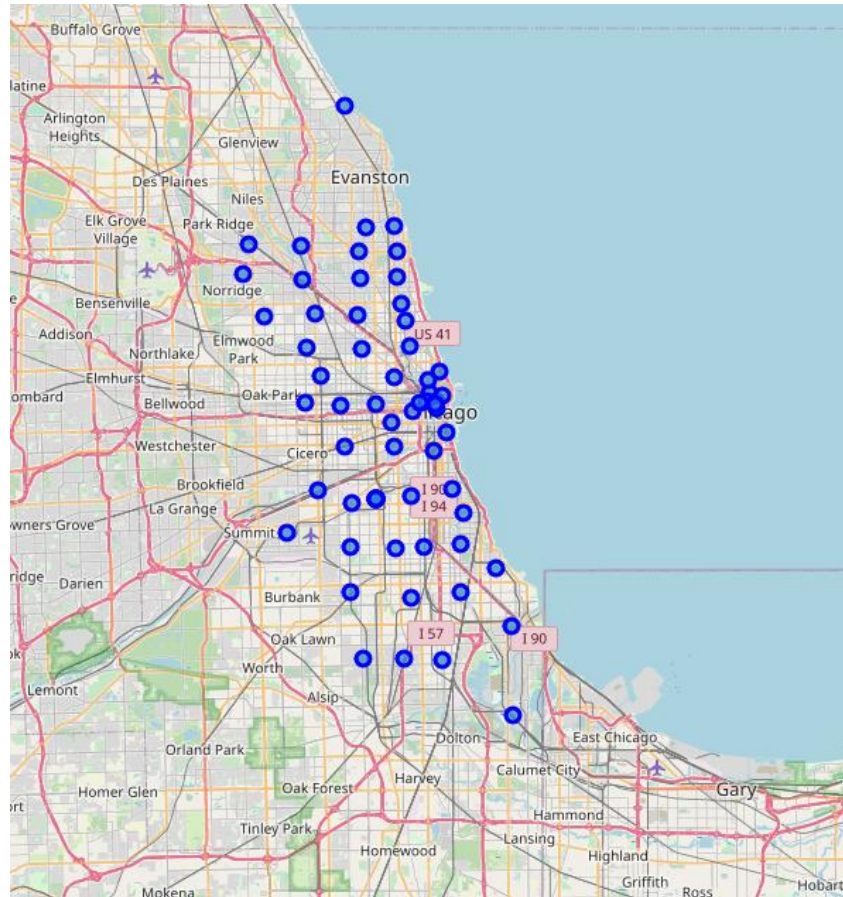 Buffalo Grove
latine
Arlington
Heights
Glenview
Des Plaines
Evanston
Niles
Elk Grove
Village
Park Ridge
Norridge
Bensenville
Addison
Elmwood
Park
US 41
Northlake
Elmhurst
Oak Park
ombard
Bellwood
icago
Westchester
Cicero
Brookfield
I 90
La Grange
I 94
owners Grove
Summit
ridge
Darien
Burbank
I 57
I 90
Oak Lawn
Worth
Lemont
Alsip
Orland Park
Dolton
East Chicago
Calumet City
Harvey
Homer Glen
Oak Forest
Gary
ort
Hammond
Tinley Park
Lansing
Homewood
Highland
Griffith
Hobart
Mokena
Ross